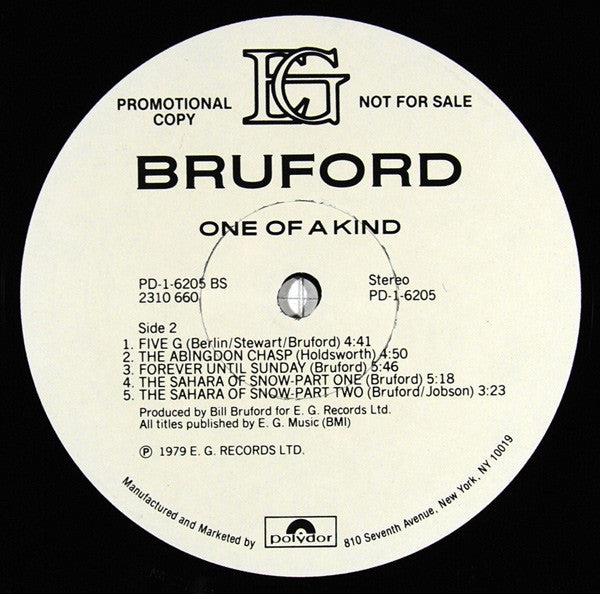 EG
PROMOTIONAL COPY
NOT FOR SALE
BRUFORD
ONE OF A KIND
PD-1-6205 BS
2310 660
Stereo
PD-1-6205
Side 2
1. FIVE G (Berlin/Stewart/Bruford) 4:41
2. THE ABINGDON CHASP (Holdsworth) 4:50
3. FOREVER UNTIL SUNDAY (Bruford) 5:46
4. THE SAHARA OF SNOW-PART ONE (Bruford) 5:18
5. THE SAHARA OF SNOW-PART TWO (Bruford/Jobson) 3:23
Produced by Bill Bruford for E. G. Records Ltd.
All titles published by E. G. Music (BMI)
℗ 1979 E. G. RECORDS LTD.
Manufactured and Marketed by
polydor
810 Seventh Avenue, New York, NY 10019